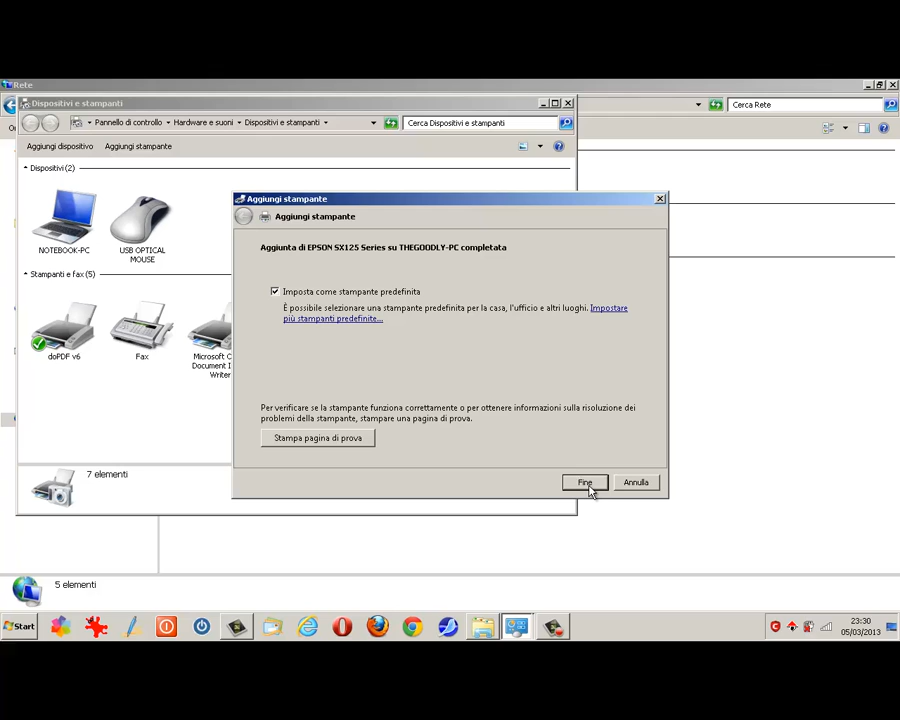 Rete
Dispositivi e stampanti
Pannello di controllo
Hardware e suoni
Dispositivi e stampanti
Cerca Dispositivi e stampanti
Cerca Rete
Aggiungi dispositivo
Aggiungi stampante
Dispositivi (2)
NOTEBOOK-PC
USB OPTICAL
MOUSE
Stampanti e fax (5)
doPDF v6
Fax
Document I
Writer
7 elementi
Aggiungi stampante
Aggiungi stampante
Aggiunta di EPSON SX125 Series su THEGOODLY-PC completata
Imposta come stampante predefinita
È possibile selezionare una stampante predefinita per la casa, l'ufficio e altri luoghi. Impostare
più stampanti predefinite...
Per verificare se la stampante funziona correttamente o per ottenere informazioni sulla risoluzione dei
problemi della stampante, stampare una pagina di prova.
Stampa pagina di prova
Fine
Annulla
5 elementi
Start
23:30
05/03/2013